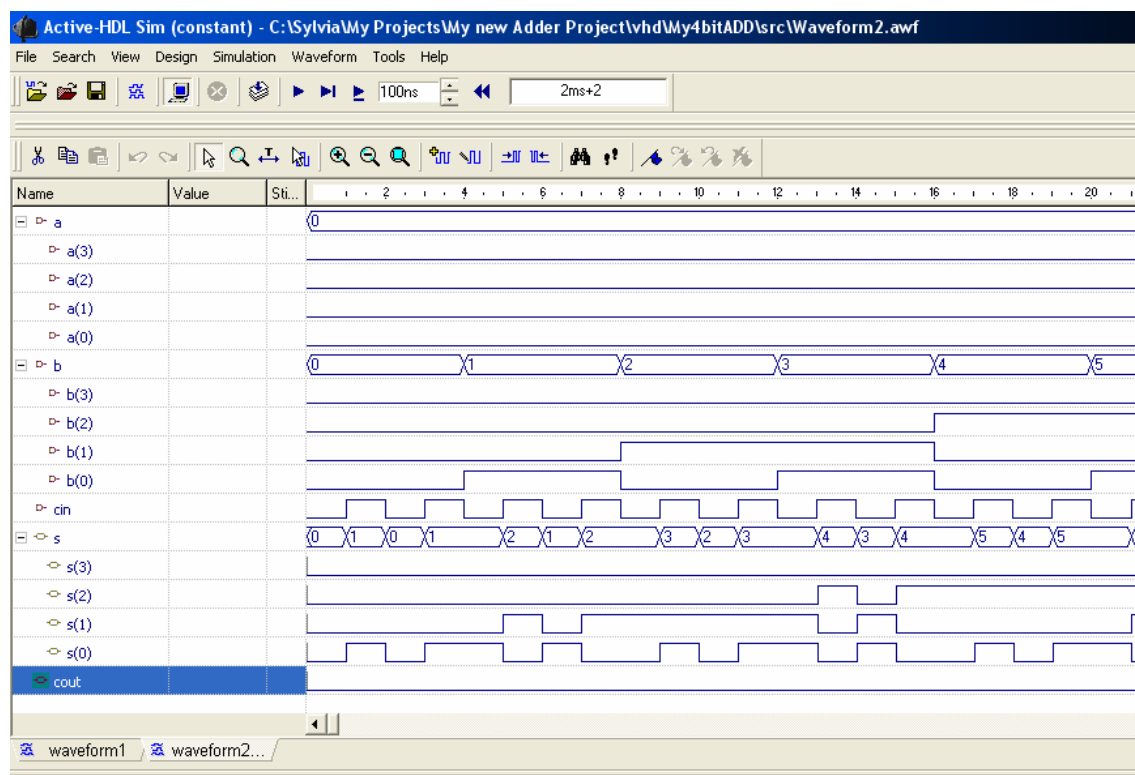 Active-HDL Sim (constant) - C:\Sylvia\My Projects\My new Adder Project\vhd\My4bitADD\src\Waveform2.awf
File Search View Design Simulation Waveform Tools Help
100ns 2ms+2
Name Value Sti... 2 4 6 8 10 12 14 16 18 20
a 0
a(3)
a(2)
a(1)
a(0)
b 0 1 2 3 4 5
b(3)
b(2)
b(1)
b(0)
cin
s 0 1 0 1 2 1 2 3 2 3 4 3 4 5 4 5
s(3)
s(2)
s(1)
s(0)
cout
waveform1 waveform2...